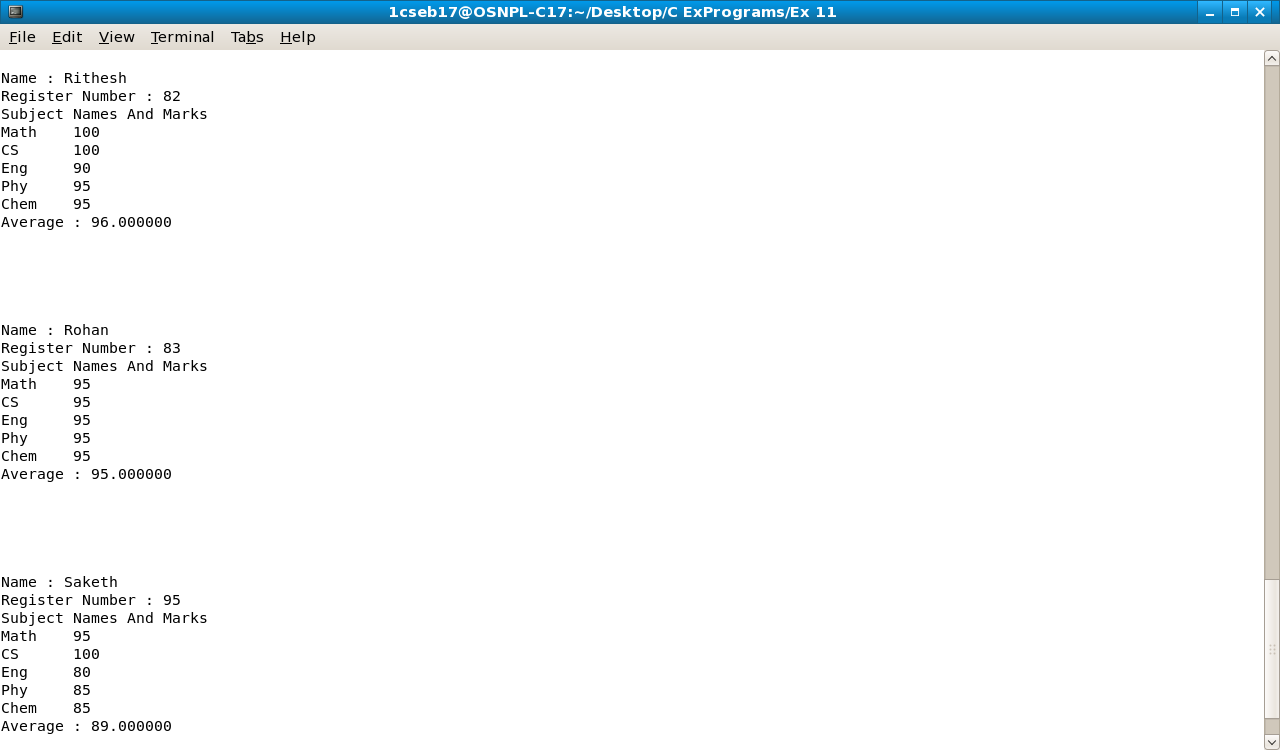 1cseb17@OSNPL-C17:~/Desktop/C ExPrograms/Ex 11
File Edit View Terminal Tabs Help
Name : Rithesh
Register Number : 82
Subject Names And Marks
Math    100
CS      100
Eng     90
Phy     95
Chem    95
Average : 96.000000
Name : Rohan
Register Number : 83
Subject Names And Marks
Math    95
CS      95
Eng     95
Phy     95
Chem    95
Average : 95.000000
Name : Saketh
Register Number : 95
Subject Names And Marks
Math    95
CS      100
Eng     80
Phy     85
Chem    85
Average : 89.000000